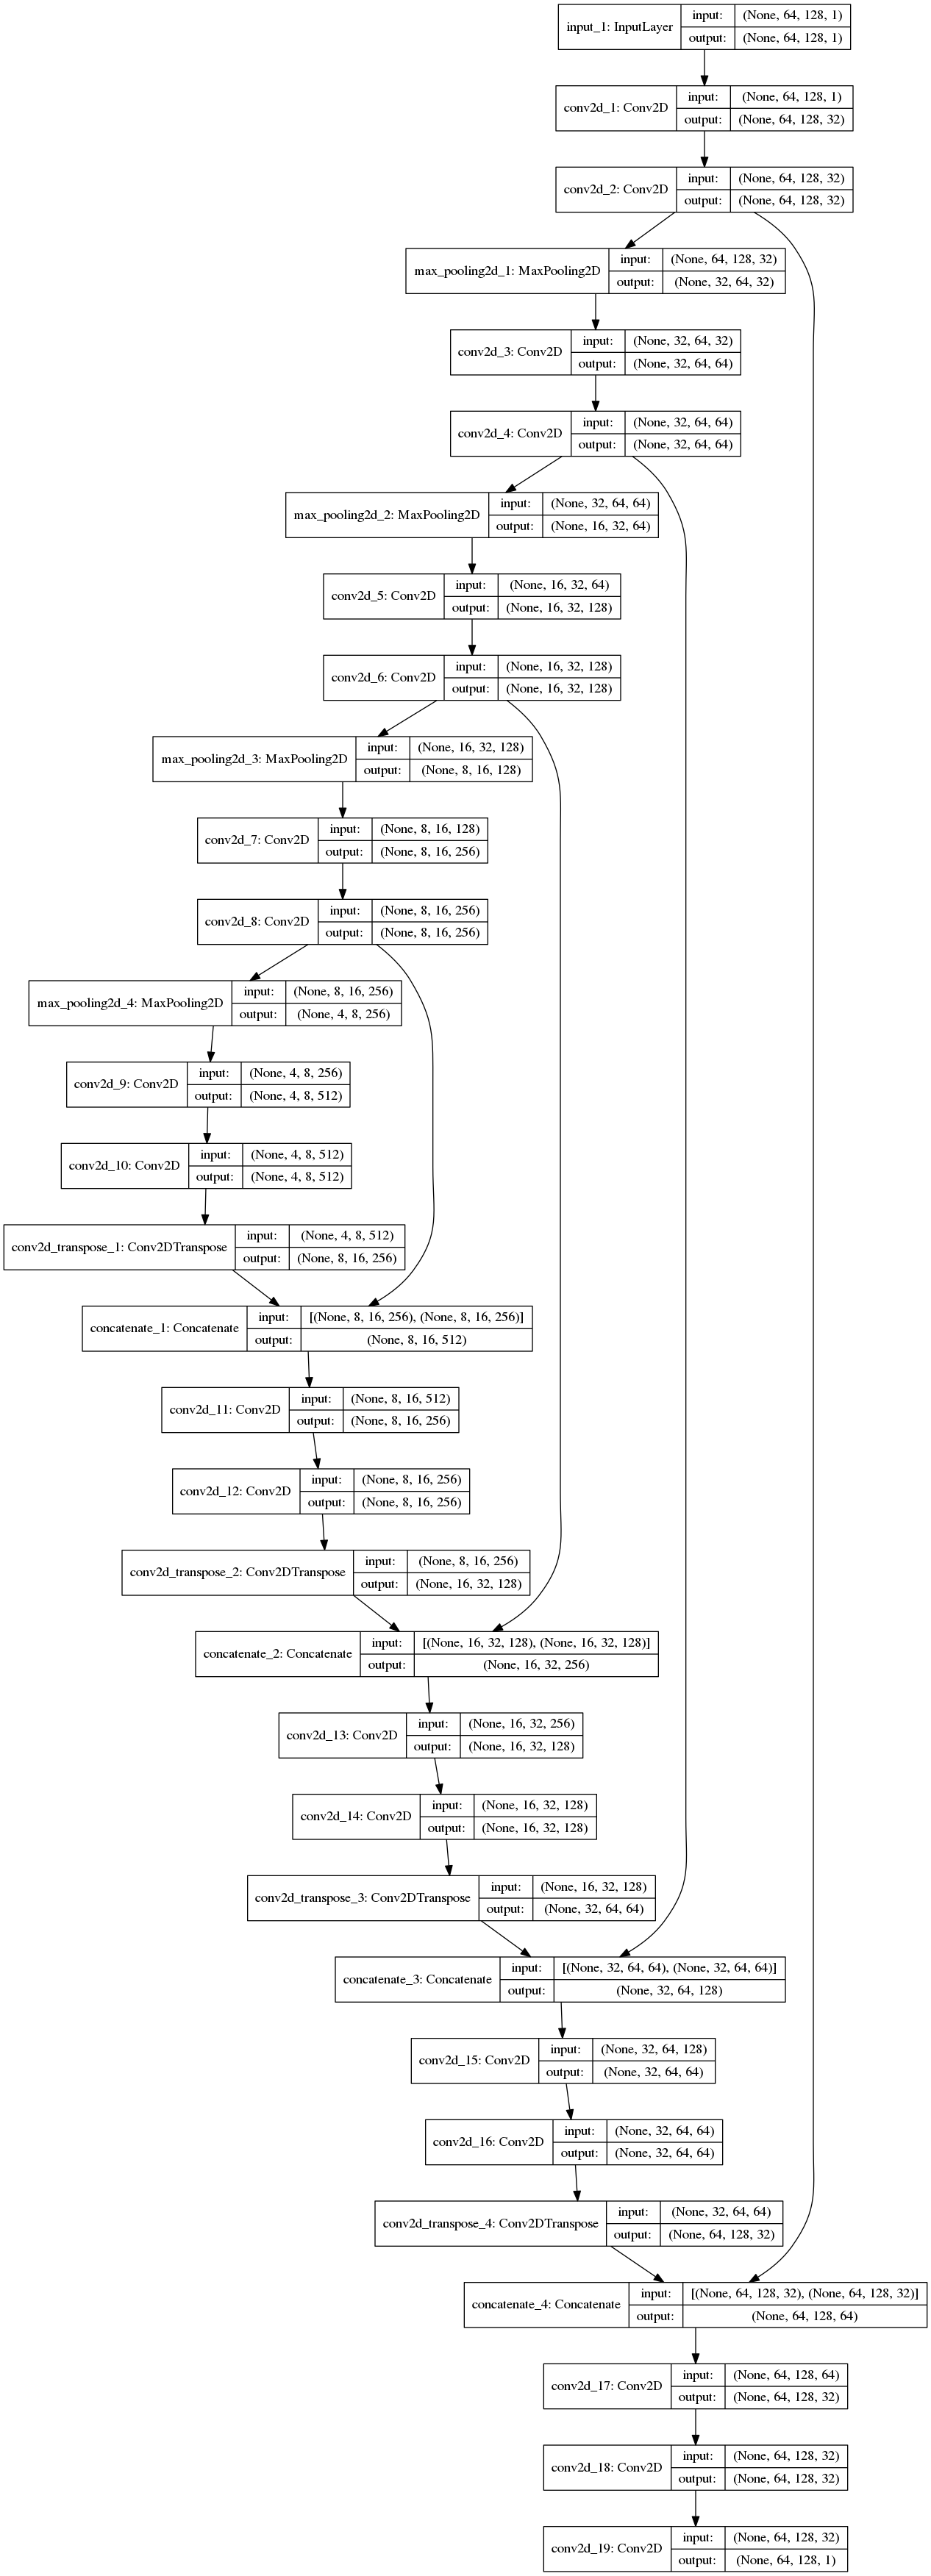 input_1: InputLayer
input: (None, 64, 128, 1)
output: (None, 64, 128, 1)
conv2d_1: Conv2D
input: (None, 64, 128, 1)
output: (None, 64, 128, 32)
conv2d_2: Conv2D
input: (None, 64, 128, 32)
output: (None, 64, 128, 32)
max_pooling2d_1: MaxPooling2D
input: (None, 64, 128, 32)
output: (None, 32, 64, 32)
conv2d_3: Conv2D
input: (None, 32, 64, 32)
output: (None, 32, 64, 64)
conv2d_4: Conv2D
input: (None, 32, 64, 64)
output: (None, 32, 64, 64)
max_pooling2d_2: MaxPooling2D
input: (None, 32, 64, 64)
output: (None, 16, 32, 64)
conv2d_5: Conv2D
input: (None, 16, 32, 64)
output: (None, 16, 32, 128)
conv2d_6: Conv2D
input: (None, 16, 32, 128)
output: (None, 16, 32, 128)
max_pooling2d_3: MaxPooling2D
input: (None, 16, 32, 128)
output: (None, 8, 16, 128)
conv2d_7: Conv2D
input: (None, 8, 16, 128)
output: (None, 8, 16, 256)
conv2d_8: Conv2D
input: (None, 8, 16, 256)
output: (None, 8, 16, 256)
max_pooling2d_4: MaxPooling2D
input: (None, 8, 16, 256)
output: (None, 4, 8, 256)
conv2d_9: Conv2D
input: (None, 4, 8, 256)
output: (None, 4, 8, 512)
conv2d_10: Conv2D
input: (None, 4, 8, 512)
output: (None, 4, 8, 512)
conv2d_transpose_1: Conv2DTranspose
input: (None, 4, 8, 512)
output: (None, 8, 16, 256)
concatenate_1: Concatenate
input: [(None, 8, 16, 256), (None, 8, 16, 256)]
output: (None, 8, 16, 512)
conv2d_11: Conv2D
input: (None, 8, 16, 512)
output: (None, 8, 16, 256)
conv2d_12: Conv2D
input: (None, 8, 16, 256)
output: (None, 8, 16, 256)
conv2d_transpose_2: Conv2DTranspose
input: (None, 8, 16, 256)
output: (None, 16, 32, 128)
concatenate_2: Concatenate
input: [(None, 16, 32, 128), (None, 16, 32, 128)]
output: (None, 16, 32, 256)
conv2d_13: Conv2D
input: (None, 16, 32, 256)
output: (None, 16, 32, 128)
conv2d_14: Conv2D
input: (None, 16, 32, 128)
output: (None, 16, 32, 128)
conv2d_transpose_3: Conv2DTranspose
input: (None, 16, 32, 128)
output: (None, 32, 64, 64)
concatenate_3: Concatenate
input: [(None, 32, 64, 64), (None, 32, 64, 64)]
output: (None, 32, 64, 128)
conv2d_15: Conv2D
input: (None, 32, 64, 128)
output: (None, 32, 64, 64)
conv2d_16: Conv2D
input: (None, 32, 64, 64)
output: (None, 32, 64, 64)
conv2d_transpose_4: Conv2DTranspose
input: (None, 32, 64, 64)
output: (None, 64, 128, 32)
concatenate_4: Concatenate
input: [(None, 64, 128, 32), (None, 64, 128, 32)]
output: (None, 64, 128, 64)
conv2d_17: Conv2D
input: (None, 64, 128, 64)
output: (None, 64, 128, 32)
conv2d_18: Conv2D
input: (None, 64, 128, 32)
output: (None, 64, 128, 32)
conv2d_19: Conv2D
input: (None, 64, 128, 32)
output: (None, 64, 128, 1)